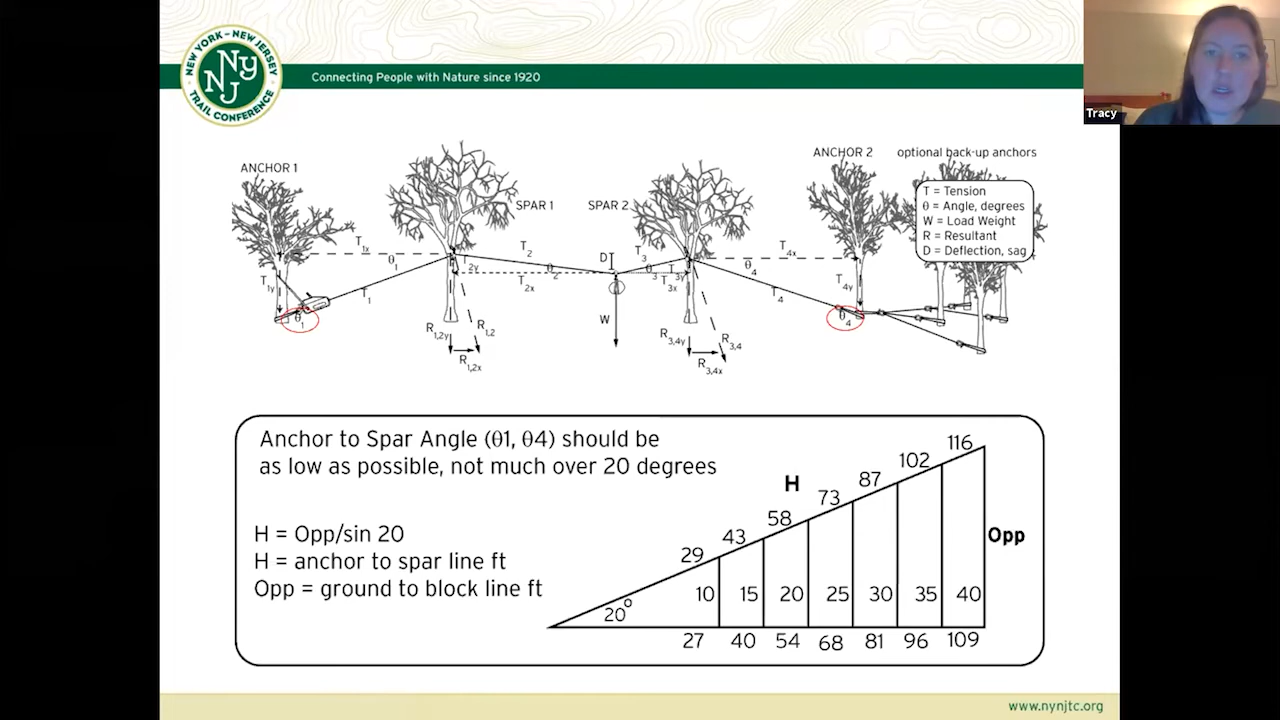 NEW YORK – NEW JERSEY
NY
NJ
TRAIL CONFERENCE
Connecting People with Nature since 1920
Tracy
ANCHOR 1
SPAR 1
SPAR 2
ANCHOR 2
optional back-up anchors
T = Tension
θ = Angle, degrees
W = Load Weight
R = Resultant
D = Deflection, sag
T1x
θ1
T1y
T1
θ1
T2y
T2
θ2
T2x
D
T3
θ3
T3y
T3x
W
T4x
θ4
T4y
T4
θ4
R1,2y
R1,2
R1,2x
R3,4y
R3,4
R3,4x
Anchor to Spar Angle (θ1, θ4) should be
as low as possible, not much over 20 degrees
H = Opp/sin 20
H = anchor to spar line ft
Opp = ground to block line ft
H
29 43 58 73 87 102 116
Opp
20°
10 15 20 25 30 35 40
27 40 54 68 81 96 109
www.nynjtc.org